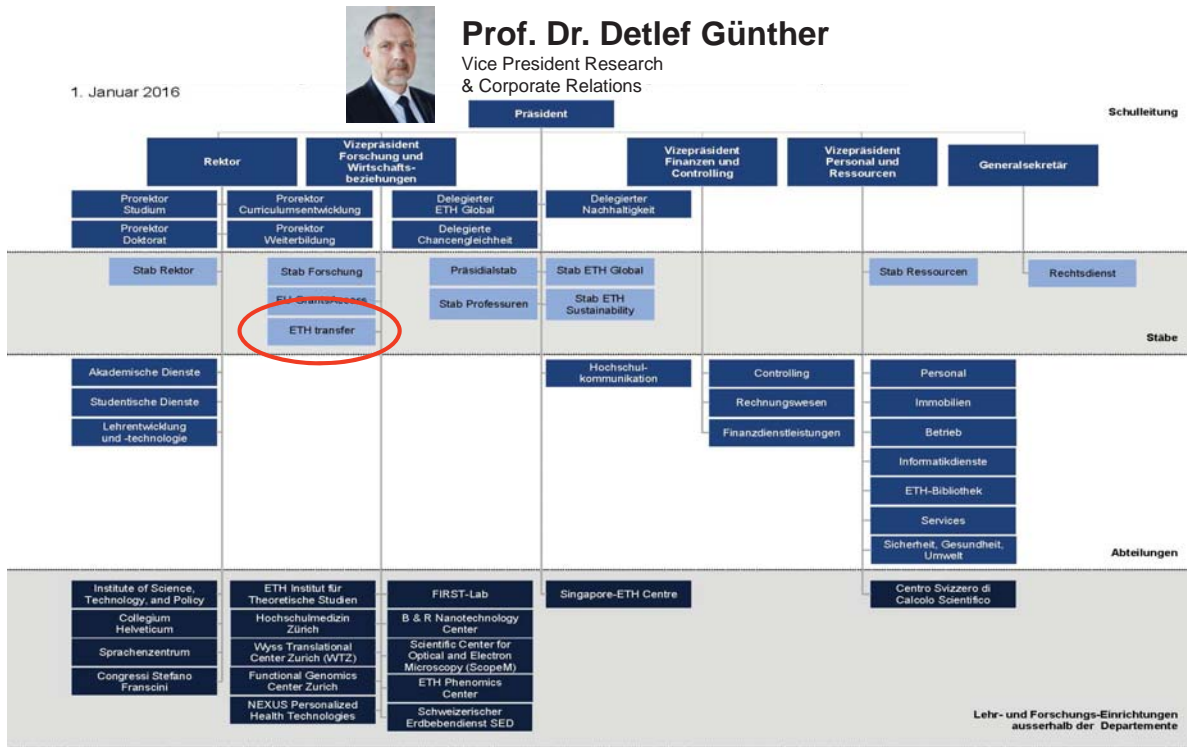 Prof. Dr. Detlef Günther
Vice President Research
& Corporate Relations
1. Januar 2016
Präsident
Schulleitung
Rektor
Vizepräsident
Forschung und
Wirtschafts-
beziehungen
Vizepräsident
Finanzen und
Controlling
Vizepräsident
Personal und
Ressourcen
Generalsekretär
Prorektor
Studium
Prorektor
Curriculumsentwicklung
Delegierter
ETH Global
Delegierter
Nachhaltigkeit
Prorektor
Doktorat
Prorektor
Weiterbildung
Delegierte
Chancengleichheit
Stab Rektor
Stab Forschung
Präsidialstab
Stab ETH Global
Stab Ressourcen
Rechtsdienst
EU GrantsAccess
Stab Professuren
Stab ETH
Sustainability
ETH transfer
Stäbe
Akademische Dienste
Hochschul-
kommunikation
Controlling
Personal
Studentische Dienste
Rechnungswesen
Immobilien
Lehrentwicklung
und -technologie
Finanzdienstleistungen
Betrieb
Informatikdienste
ETH-Bibliothek
Services
Sicherheit, Gesundheit,
Umwelt
Abteilungen
Institute of Science,
Technology, and Policy
ETH Institut für
Theoretische Studien
FIRST-Lab
Singapore-ETH Centre
Centro Svizzero di
Calcolo Scientifico
Collegium
Helveticum
Hochschulmedizin
Zürich
B & R Nanotechnology
Center
Sprachenzentrum
Wyss Translational
Center Zurich (WTZ)
Scientific Center for
Optical and Electron
Microscopy (ScopeM)
Congressi Stefano
Franscini
Functional Genomics
Center Zurich
ETH Phenomics
Center
NEXUS Personalized
Health Technologies
Schweizerischer
Erdbebendienst SED
Lehr- und Forschungs-Einrichtungen
ausserhalb der Departemente